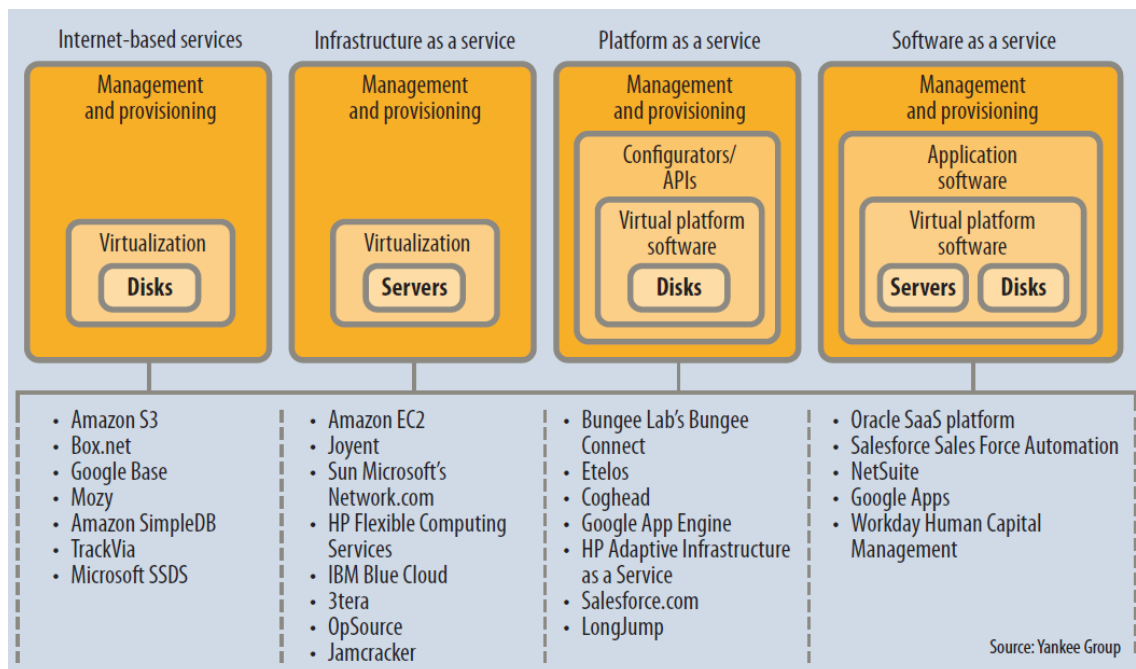 Internet-based services
Management
and provisioning
Virtualization
Disks
Infrastructure as a service
Management
and provisioning
Virtualization
Servers
Platform as a service
Management
and provisioning
Configurators/
APIs
Virtual platform
software
Disks
Software as a service
Management
and provisioning
Application
software
Virtual platform
software
Servers
Disks
• Amazon S3
• Box.net
• Google Base
• Mozy
• Amazon SimpleDB
• TrackVia
• Microsoft SSDS
• Amazon EC2
• Joyent
• Sun Microsoft's
Network.com
• HP Flexible Computing
Services
• IBM Blue Cloud
• 3tera
• OpSource
• Jamcracker
• Bungee Lab's Bungee
Connect
• Etelos
• Coghead
• Google App Engine
• HP Adaptive Infrastructure
as a Service
• Salesforce.com
• LongJump
• Oracle SaaS platform
• Salesforce Sales Force Automation
• NetSuite
• Google Apps
• Workday Human Capital
Management
Source: Yankee Group